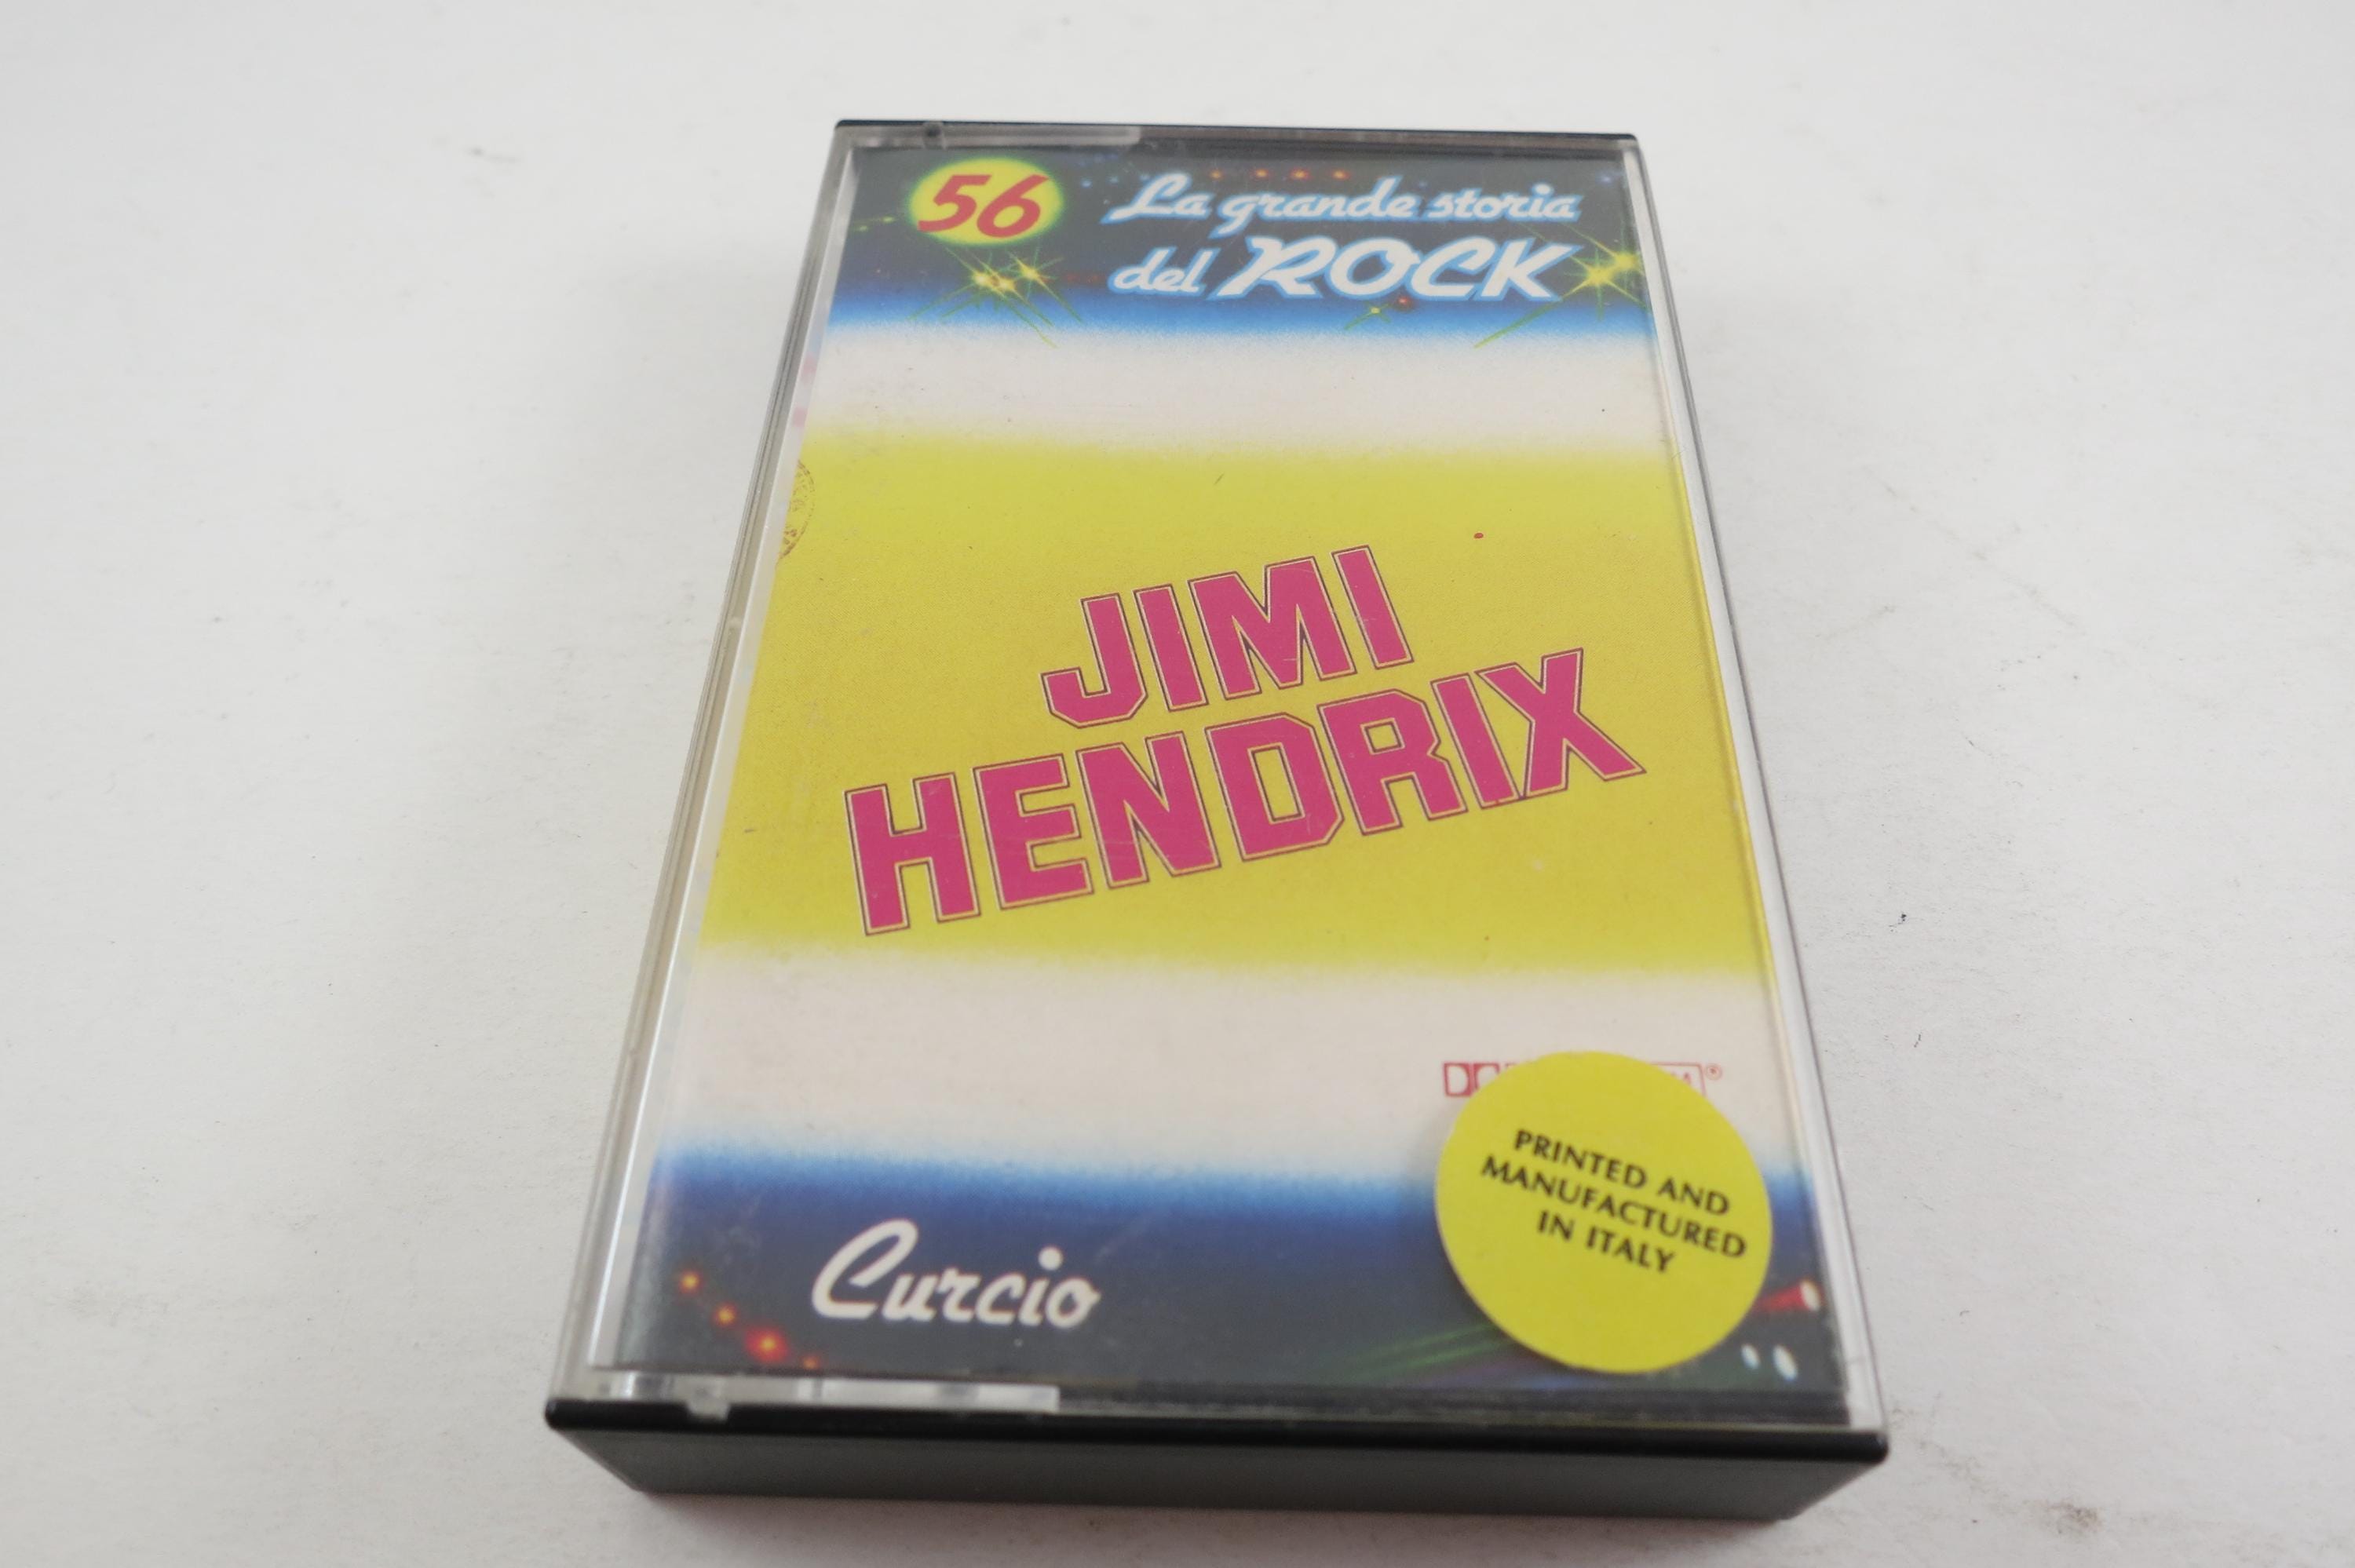 56
La grande storia
del ROCK
JIMI
HENDRIX
PRINTED AND
MANUFACTURED
IN ITALY
Curcio